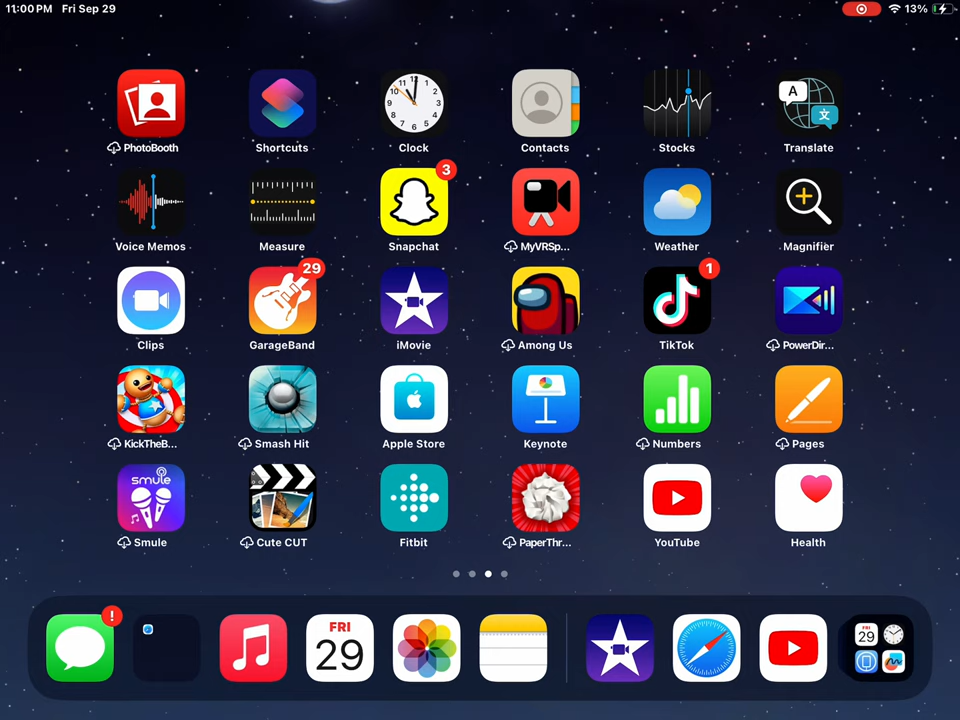 11:00 PM Fri Sep 29 13%
PhotoBooth Shortcuts Clock Contacts Stocks Translate
A
文
3
Voice Memos Measure Snapchat MyVRSp... Weather Magnifier
29 1
Clips GarageBand iMovie Among Us TikTok PowerDir...
KickTheB... Smash Hit Apple Store Keynote Numbers Pages
smule
Smule Cute CUT Fitbit PaperThr... YouTube Health
!
FRI
29
FRI
29